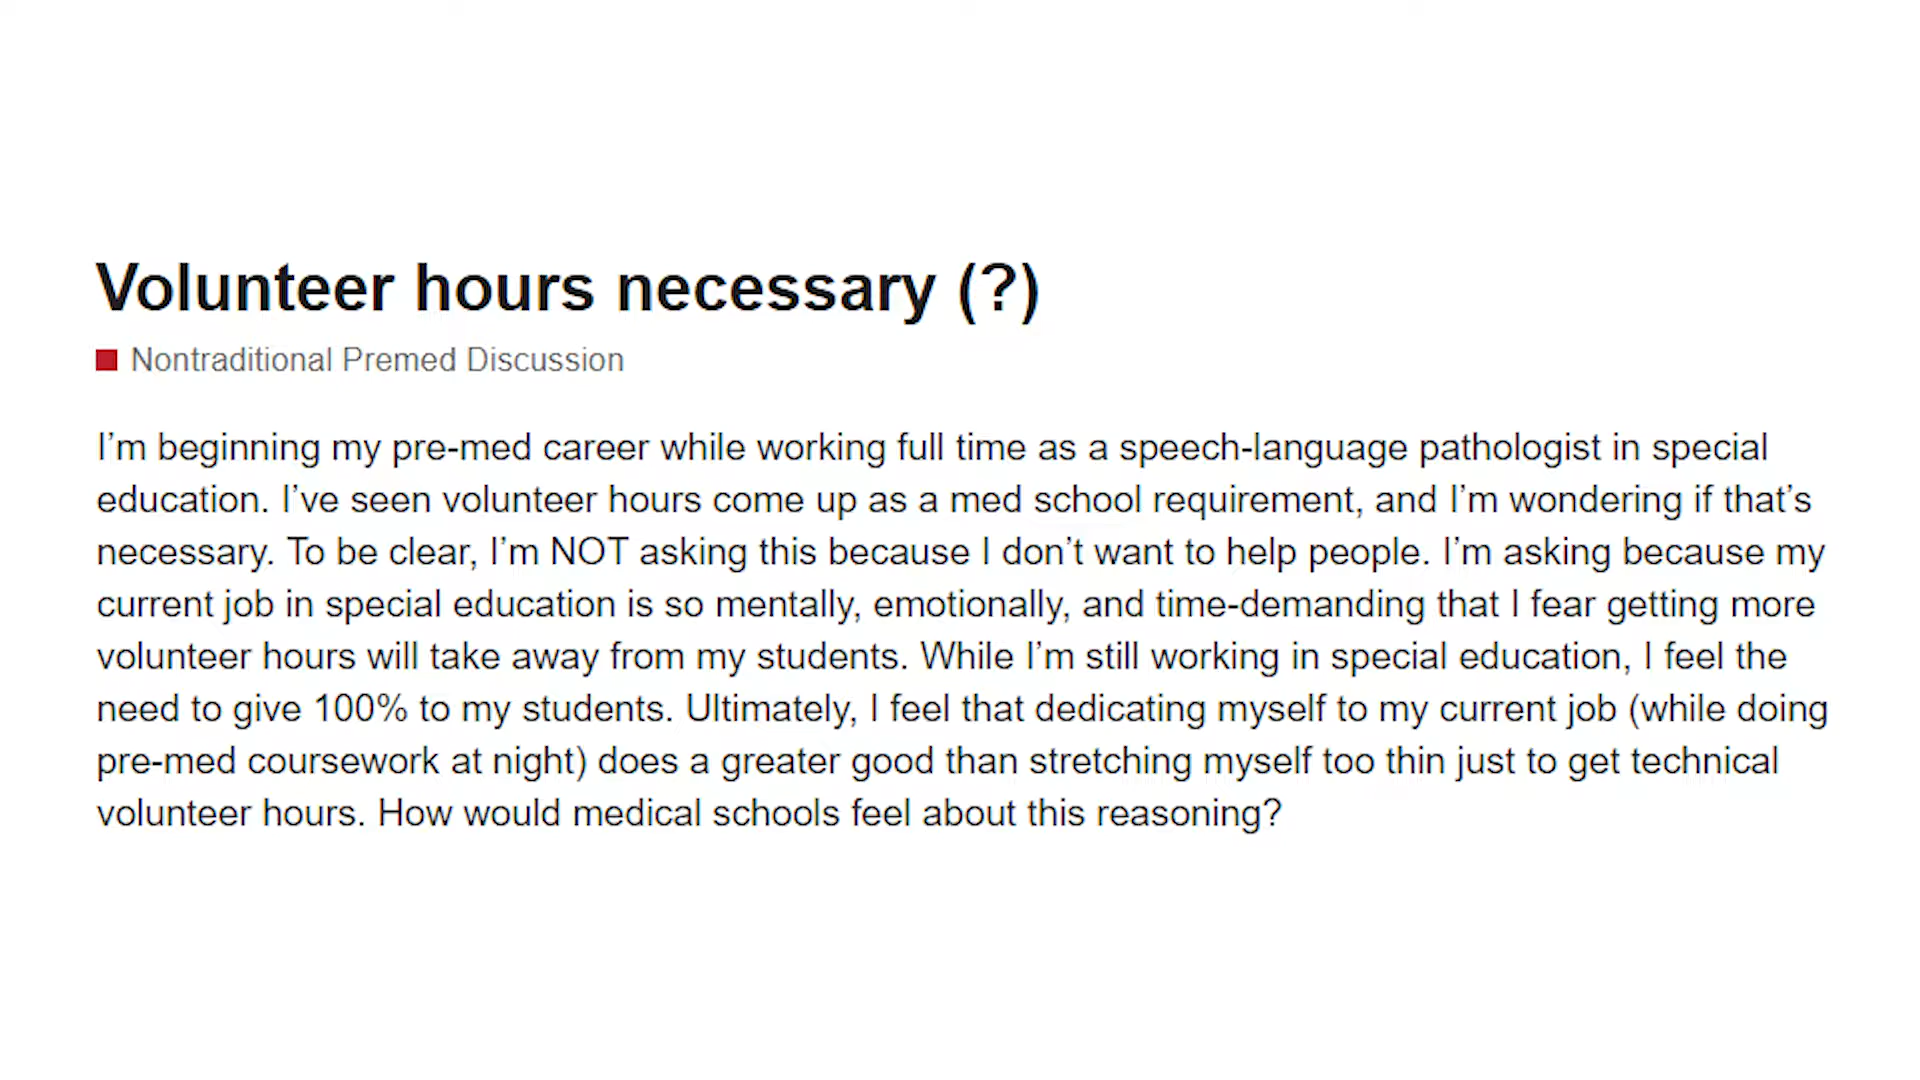 Volunteer hours necessary (?)
Nontraditional Premed Discussion
I’m beginning my pre-med career while working full time as a speech-language pathologist in special
education. I’ve seen volunteer hours come up as a med school requirement, and I’m wondering if that’s
necessary. To be clear, I’m NOT asking this because I don’t want to help people. I’m asking because my
current job in special education is so mentally, emotionally, and time-demanding that I fear getting more
volunteer hours will take away from my students. While I’m still working in special education, I feel the
need to give 100% to my students. Ultimately, I feel that dedicating myself to my current job (while doing
pre-med coursework at night) does a greater good than stretching myself too thin just to get technical
volunteer hours. How would medical schools feel about this reasoning?